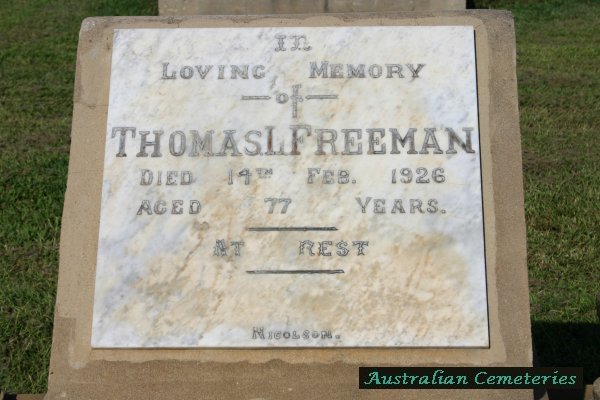 In
Loving Memory
of
Thomas L. Freeman
Died 14TH Feb. 1926
Aged 77 Years.
At Rest
Nicolson.
Australian Cemeteries